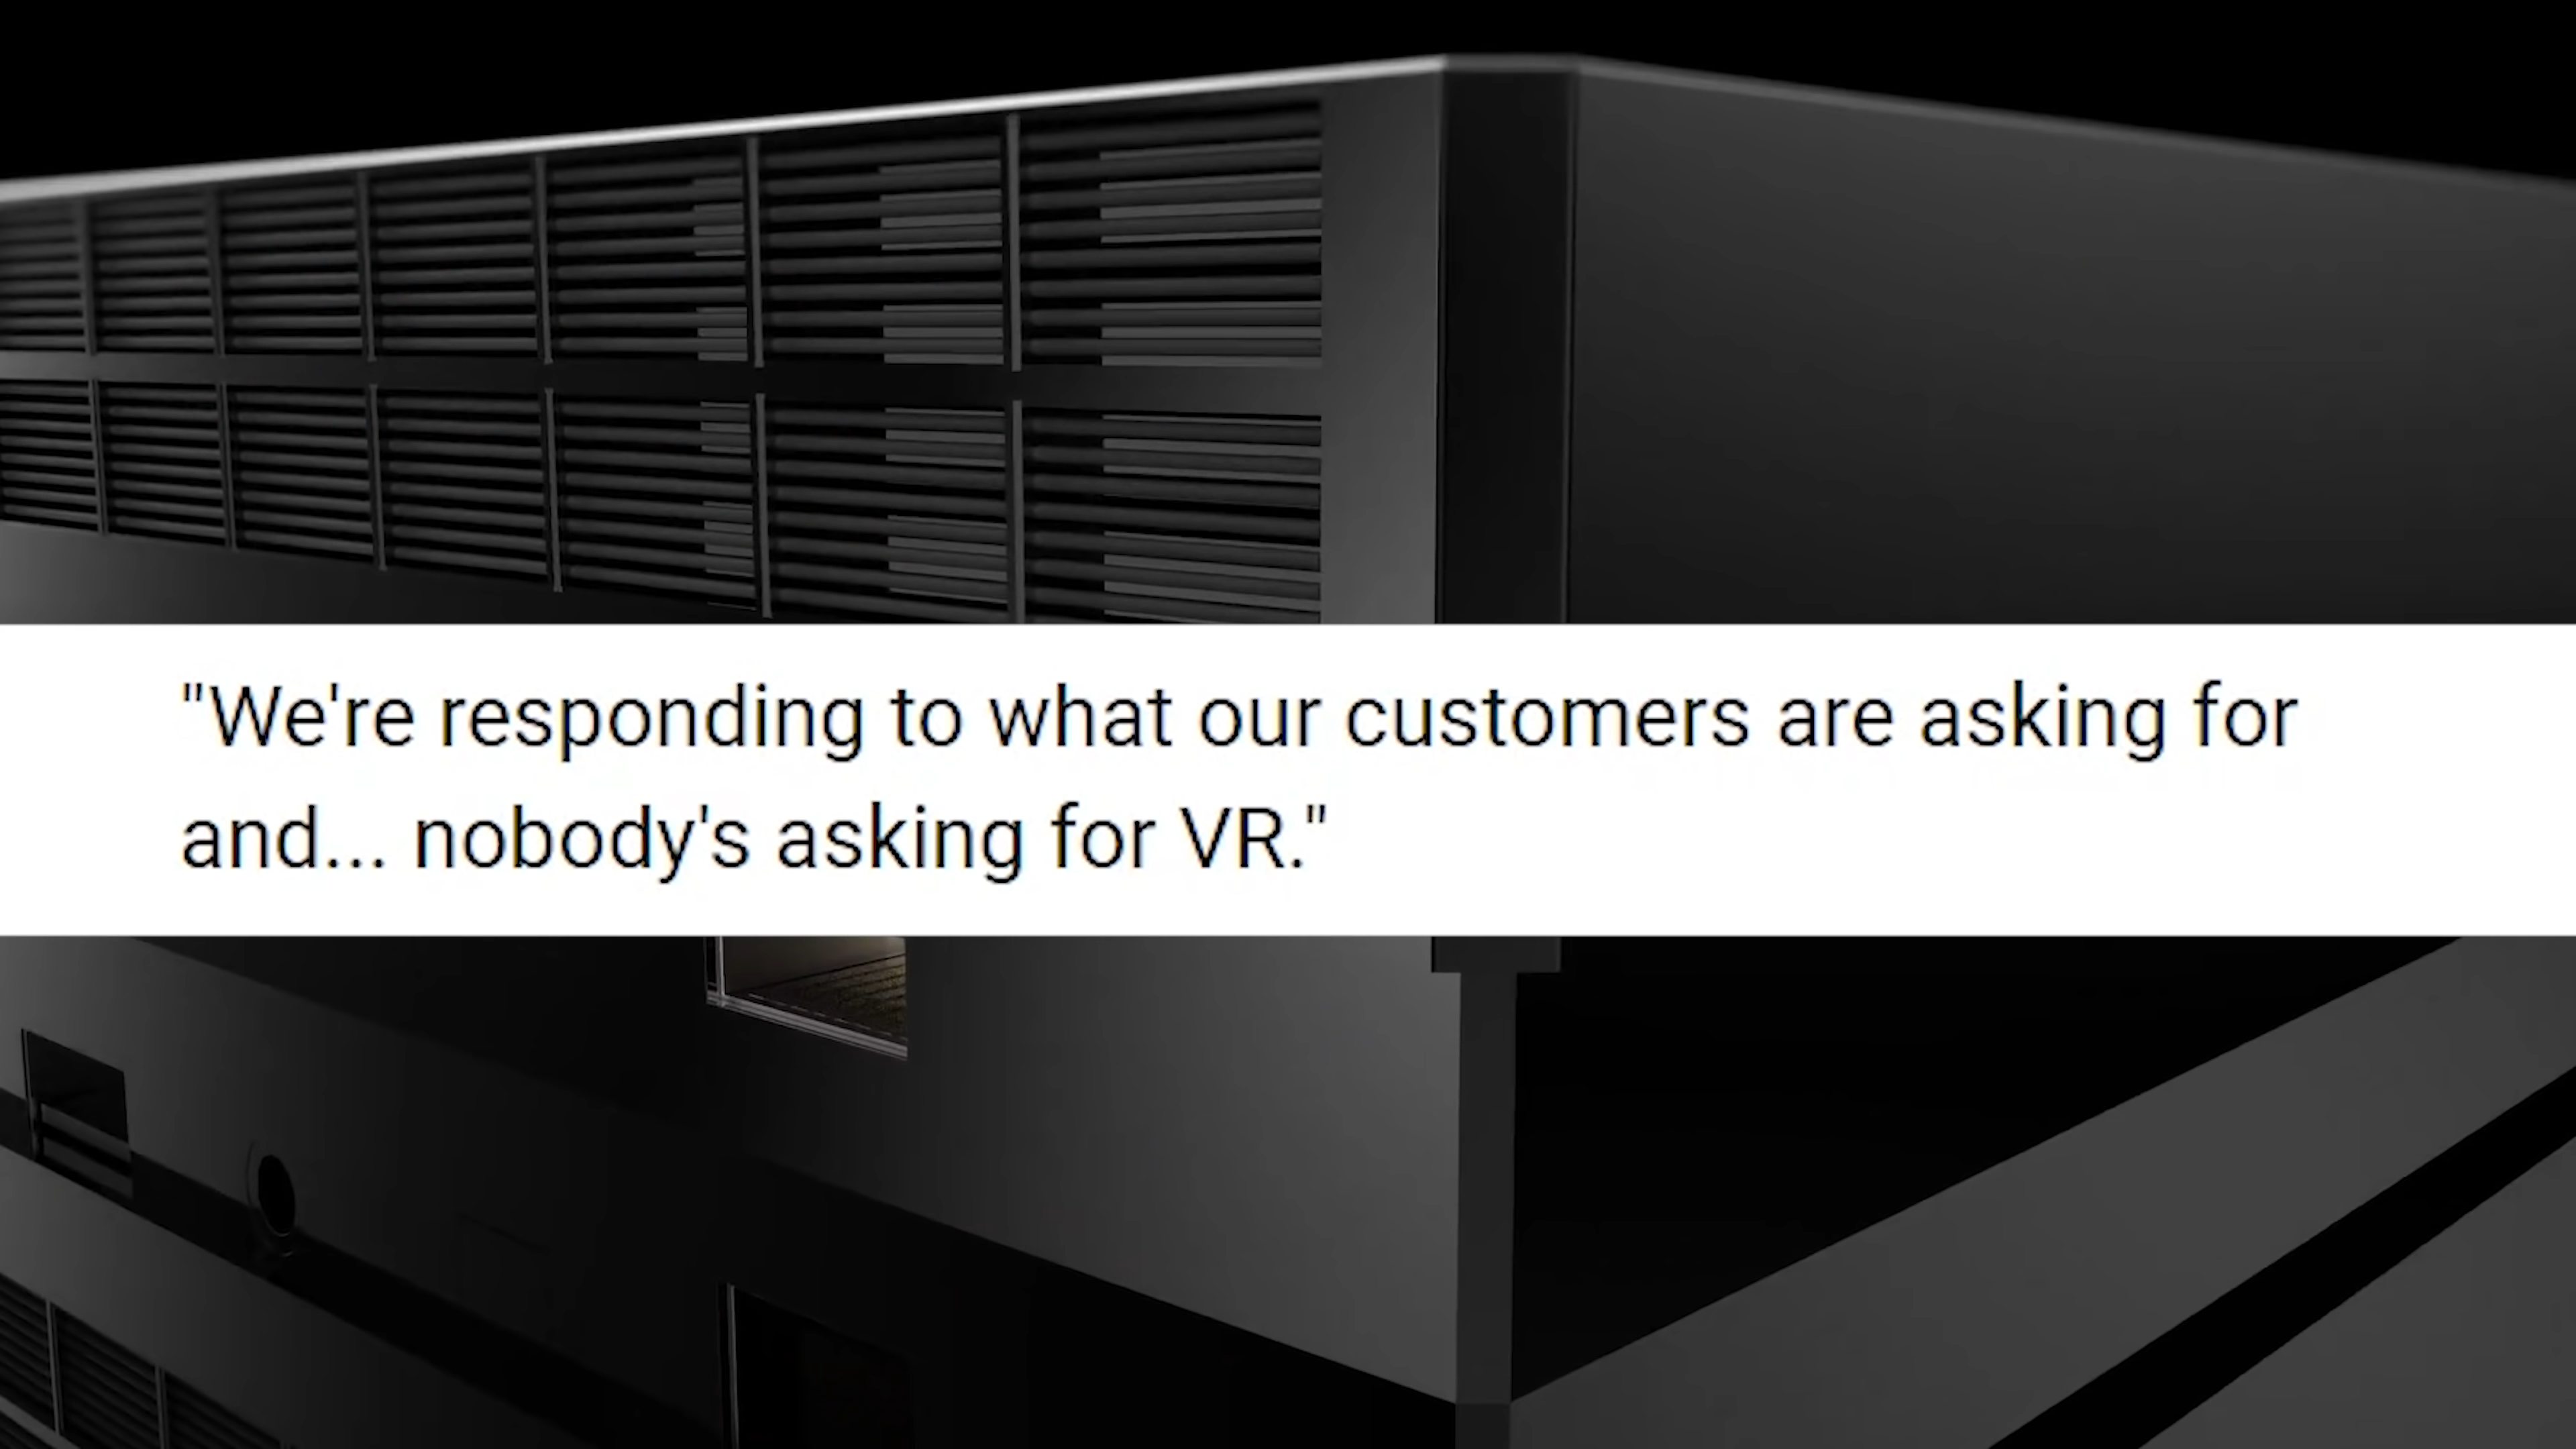 "We're responding to what our customers are asking for
and... nobody's asking for VR."